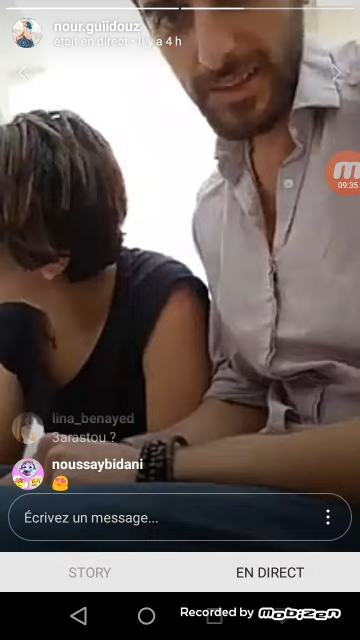 nour.guiidouz
était en direct • Il y a 4 h
09:35
lina_benayed
3arastou ?
noussaybidani
Écrivez un message...
STORY
EN DIRECT
Recorded by mobizen